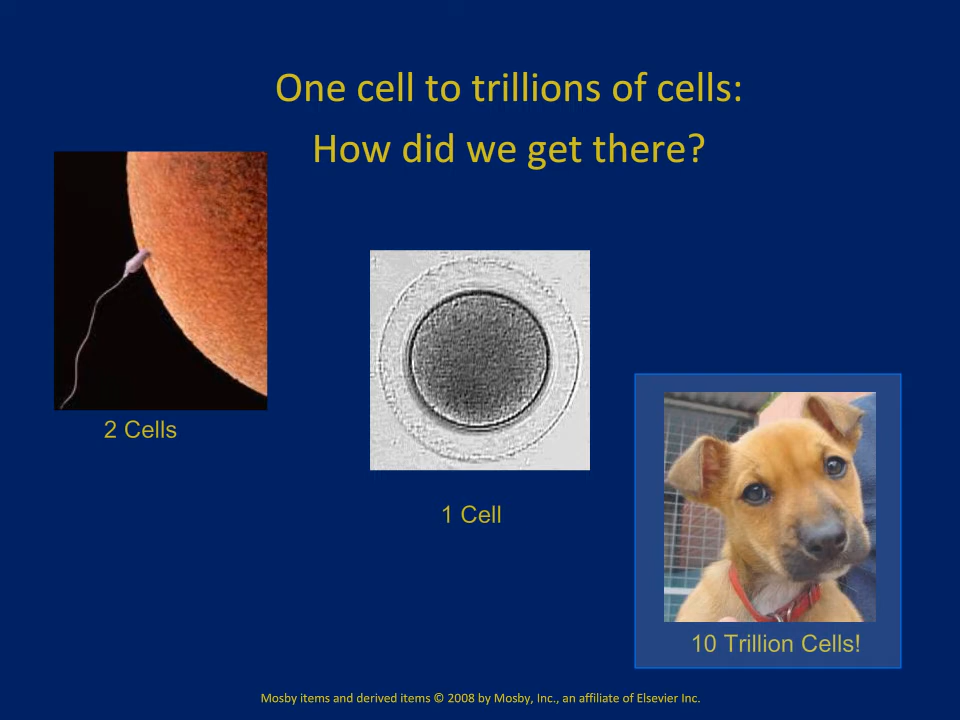 One cell to trillions of cells:
How did we get there?
2 Cells
1 Cell
10 Trillion Cells!
Mosby items and derived items © 2008 by Mosby, Inc., an affiliate of Elsevier Inc.